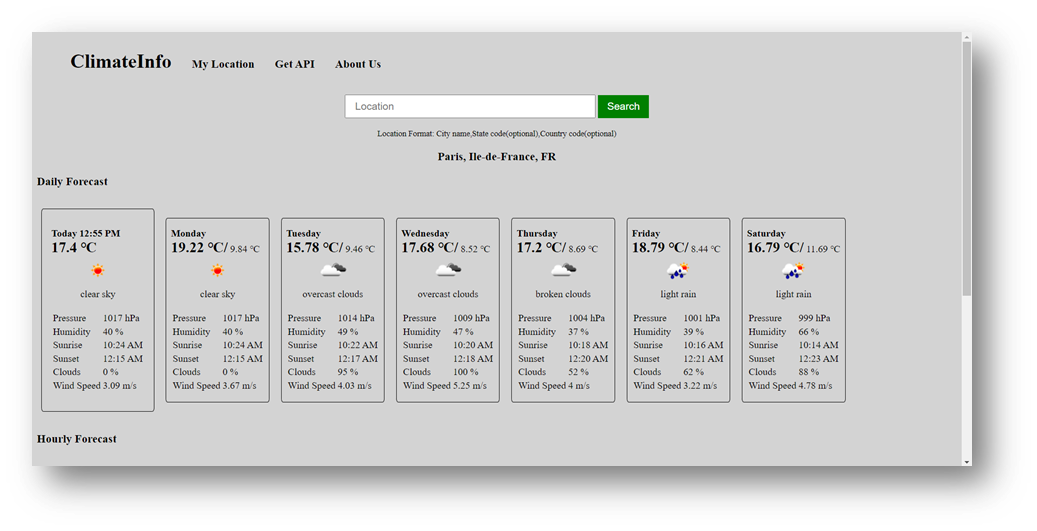 ClimateInfo My Location Get API About Us
Location Search
Location Format: City name,State code(optional),Country code(optional)
Paris, Ile-de-France, FR
Daily Forecast
Today 12:55 PM
17.4 °C
clear sky
Pressure 1017 hPa
Humidity 40 %
Sunrise 10:24 AM
Sunset 12:15 AM
Clouds 0 %
Wind Speed 3.09 m/s
Monday
19.22 °C/ 9.84 °C
clear sky
Pressure 1017 hPa
Humidity 40 %
Sunrise 10:24 AM
Sunset 12:15 AM
Clouds 0 %
Wind Speed 3.67 m/s
Tuesday
15.78 °C/ 9.46 °C
overcast clouds
Pressure 1014 hPa
Humidity 49 %
Sunrise 10:22 AM
Sunset 12:17 AM
Clouds 95 %
Wind Speed 4.03 m/s
Wednesday
17.68 °C/ 8.52 °C
overcast clouds
Pressure 1009 hPa
Humidity 47 %
Sunrise 10:20 AM
Sunset 12:18 AM
Clouds 100 %
Wind Speed 5.25 m/s
Thursday
17.2 °C/ 8.69 °C
broken clouds
Pressure 1004 hPa
Humidity 37 %
Sunrise 10:18 AM
Sunset 12:20 AM
Clouds 52 %
Wind Speed 4 m/s
Friday
18.79 °C/ 8.44 °C
light rain
Pressure 1001 hPa
Humidity 39 %
Sunrise 10:16 AM
Sunset 12:21 AM
Clouds 62 %
Wind Speed 3.22 m/s
Saturday
16.79 °C/ 11.69 °C
light rain
Pressure 999 hPa
Humidity 66 %
Sunrise 10:14 AM
Sunset 12:23 AM
Clouds 88 %
Wind Speed 4.78 m/s
Hourly Forecast